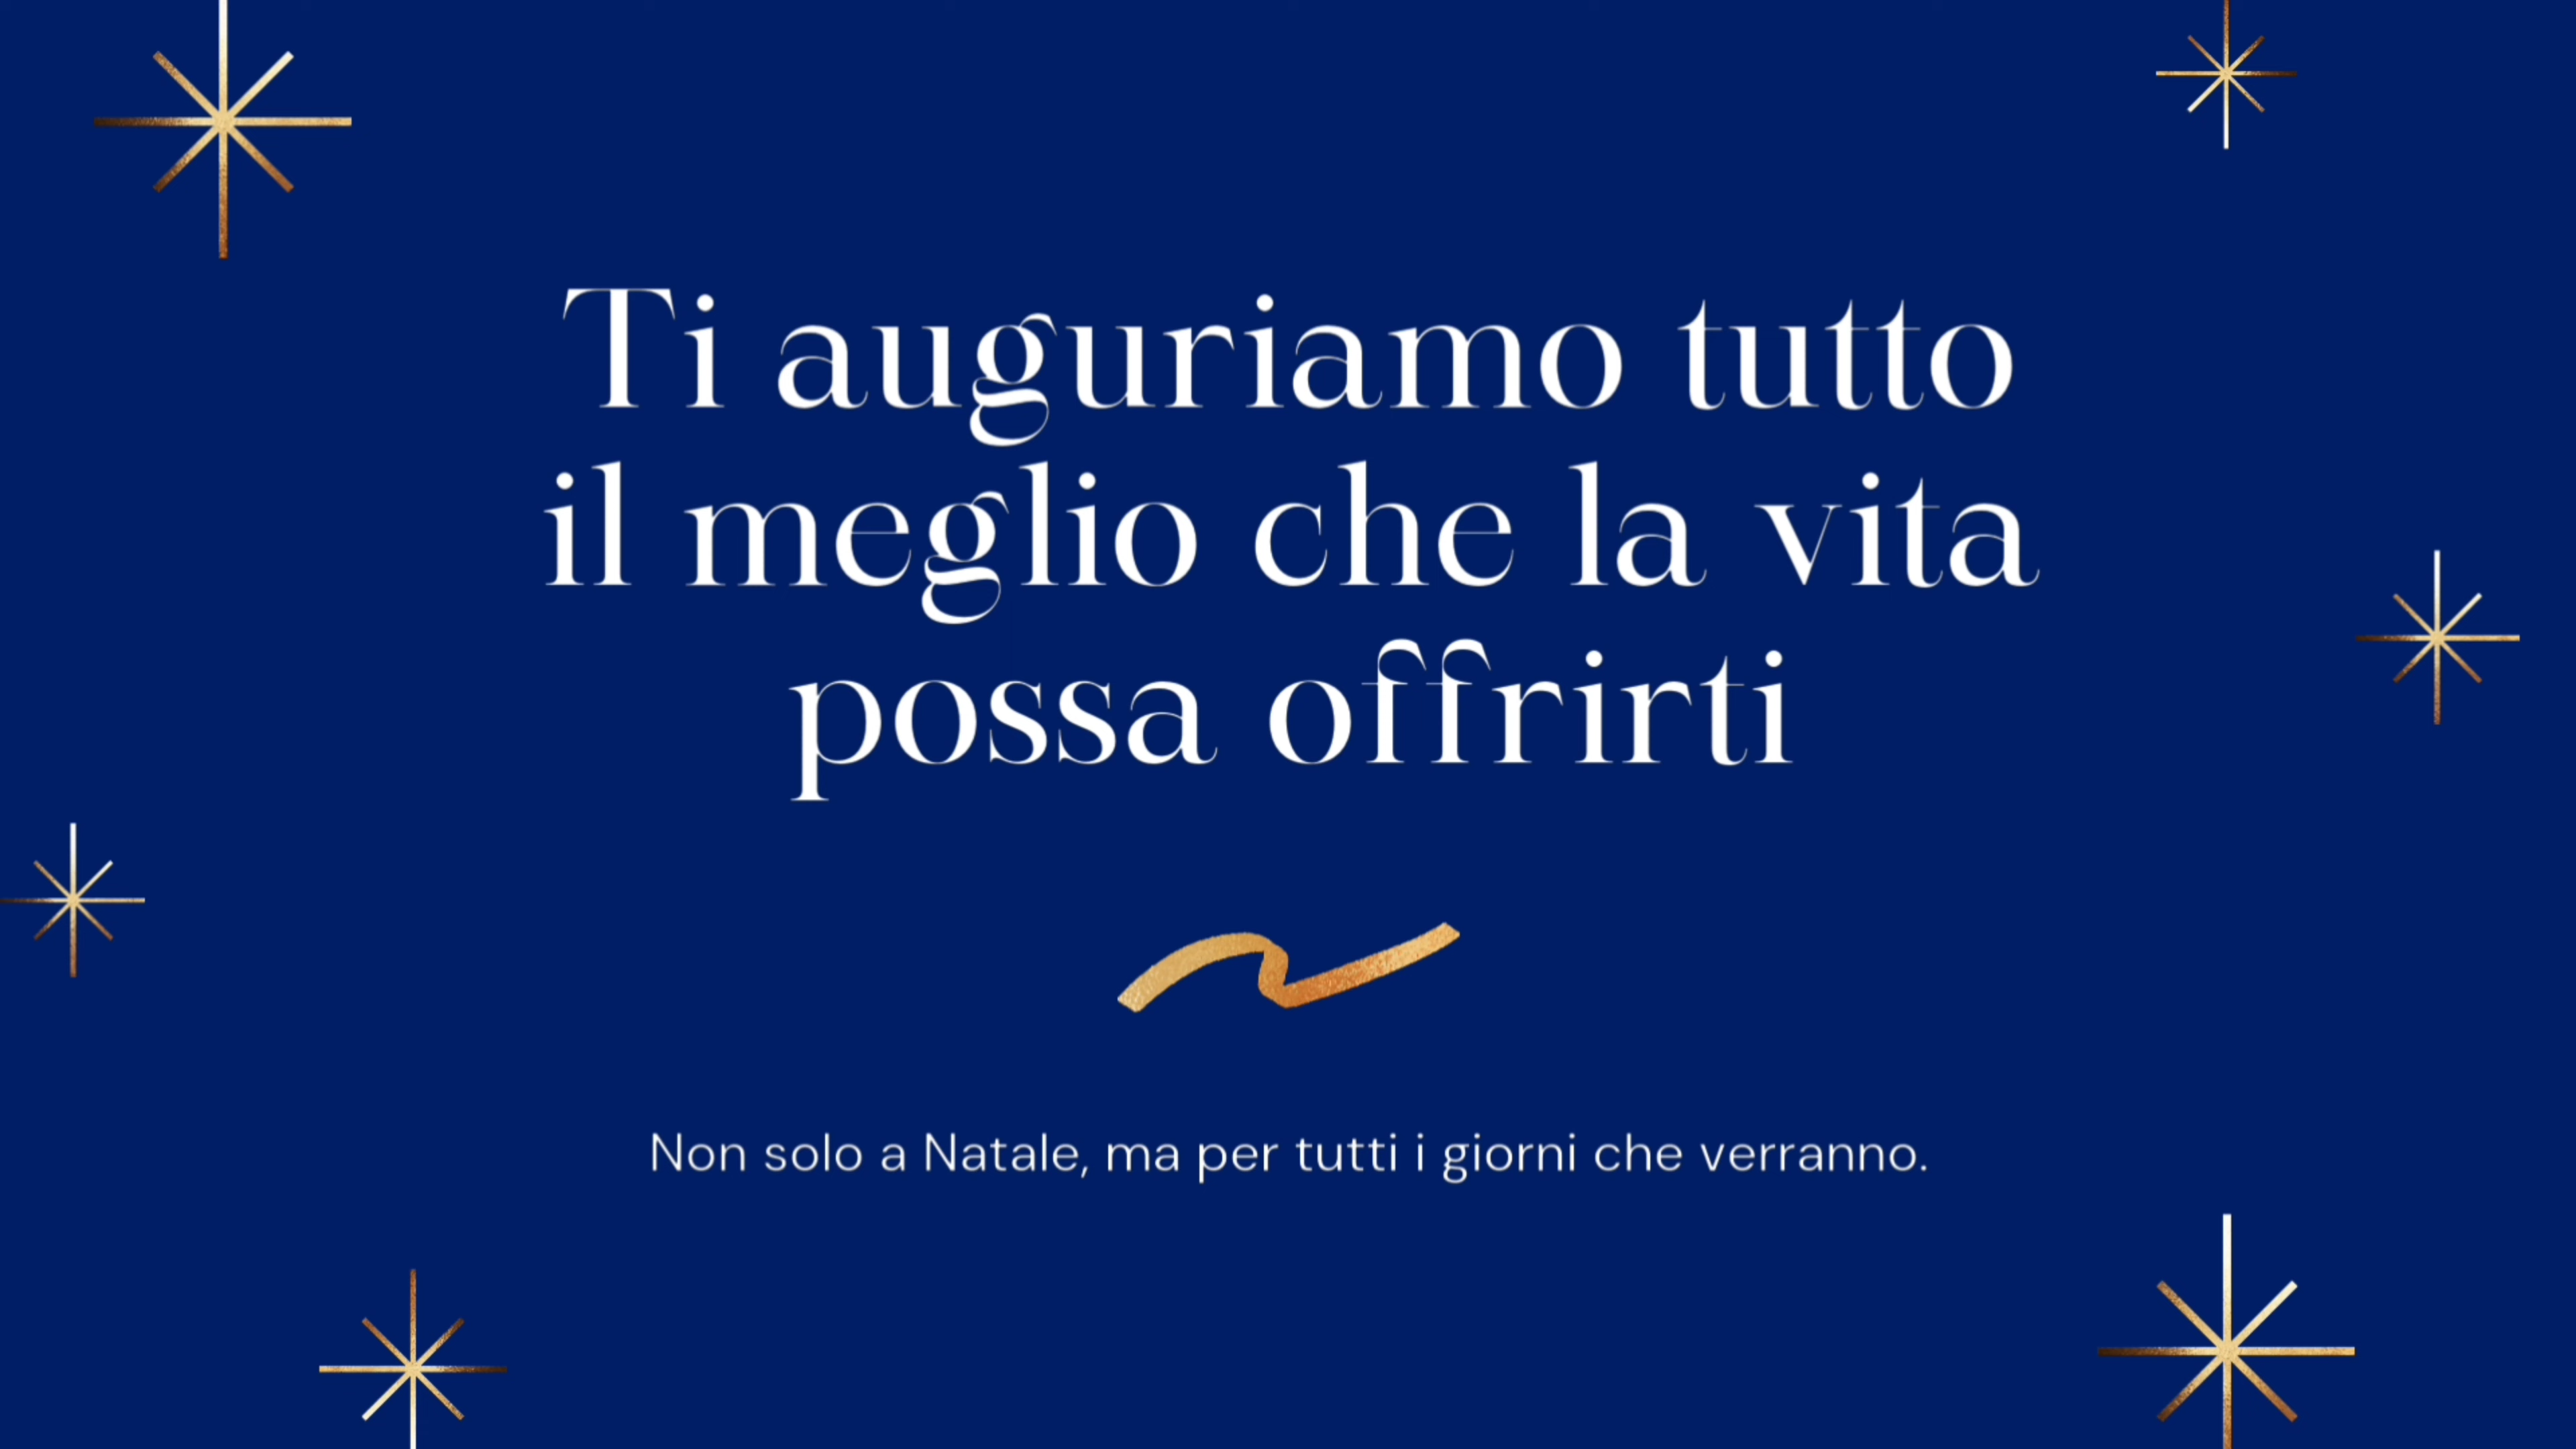 Ti auguriamo tutto
il meglio che la vita
possa offrirti
Non solo a Natale, ma per tutti i giorni che verranno.